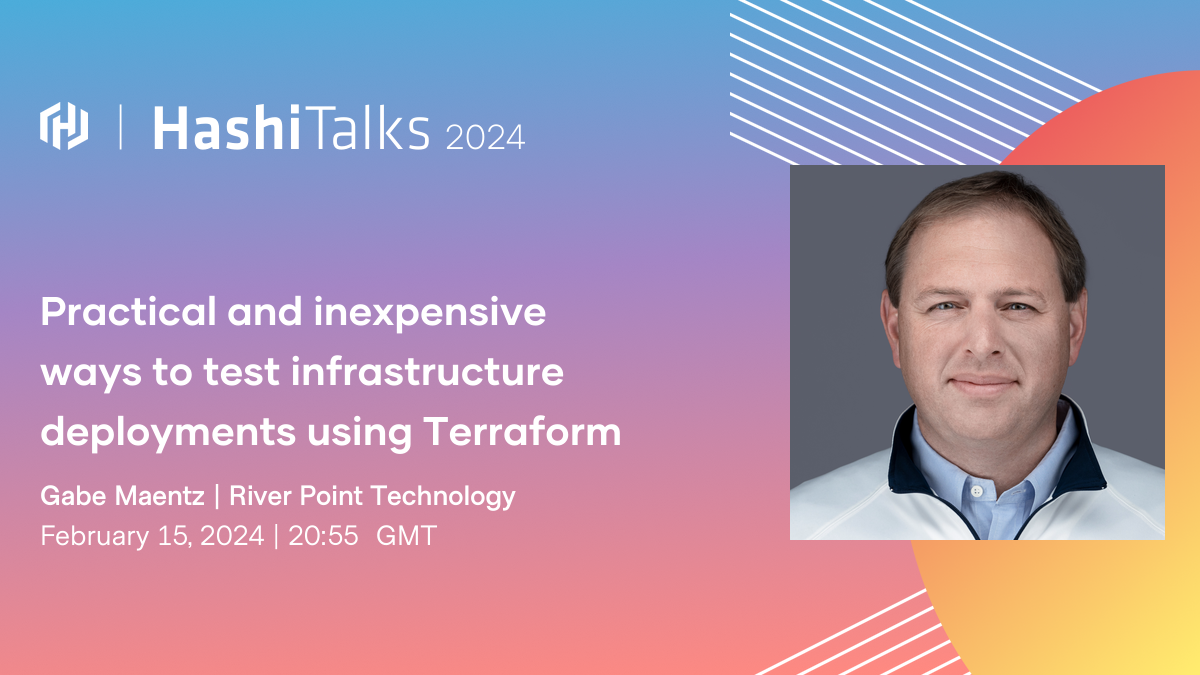 HashiTalks 2024
Practical and inexpensive
ways to test infrastructure
deployments using Terraform
Gabe Maentz | River Point Technology
February 15, 2024 | 20:55 GMT